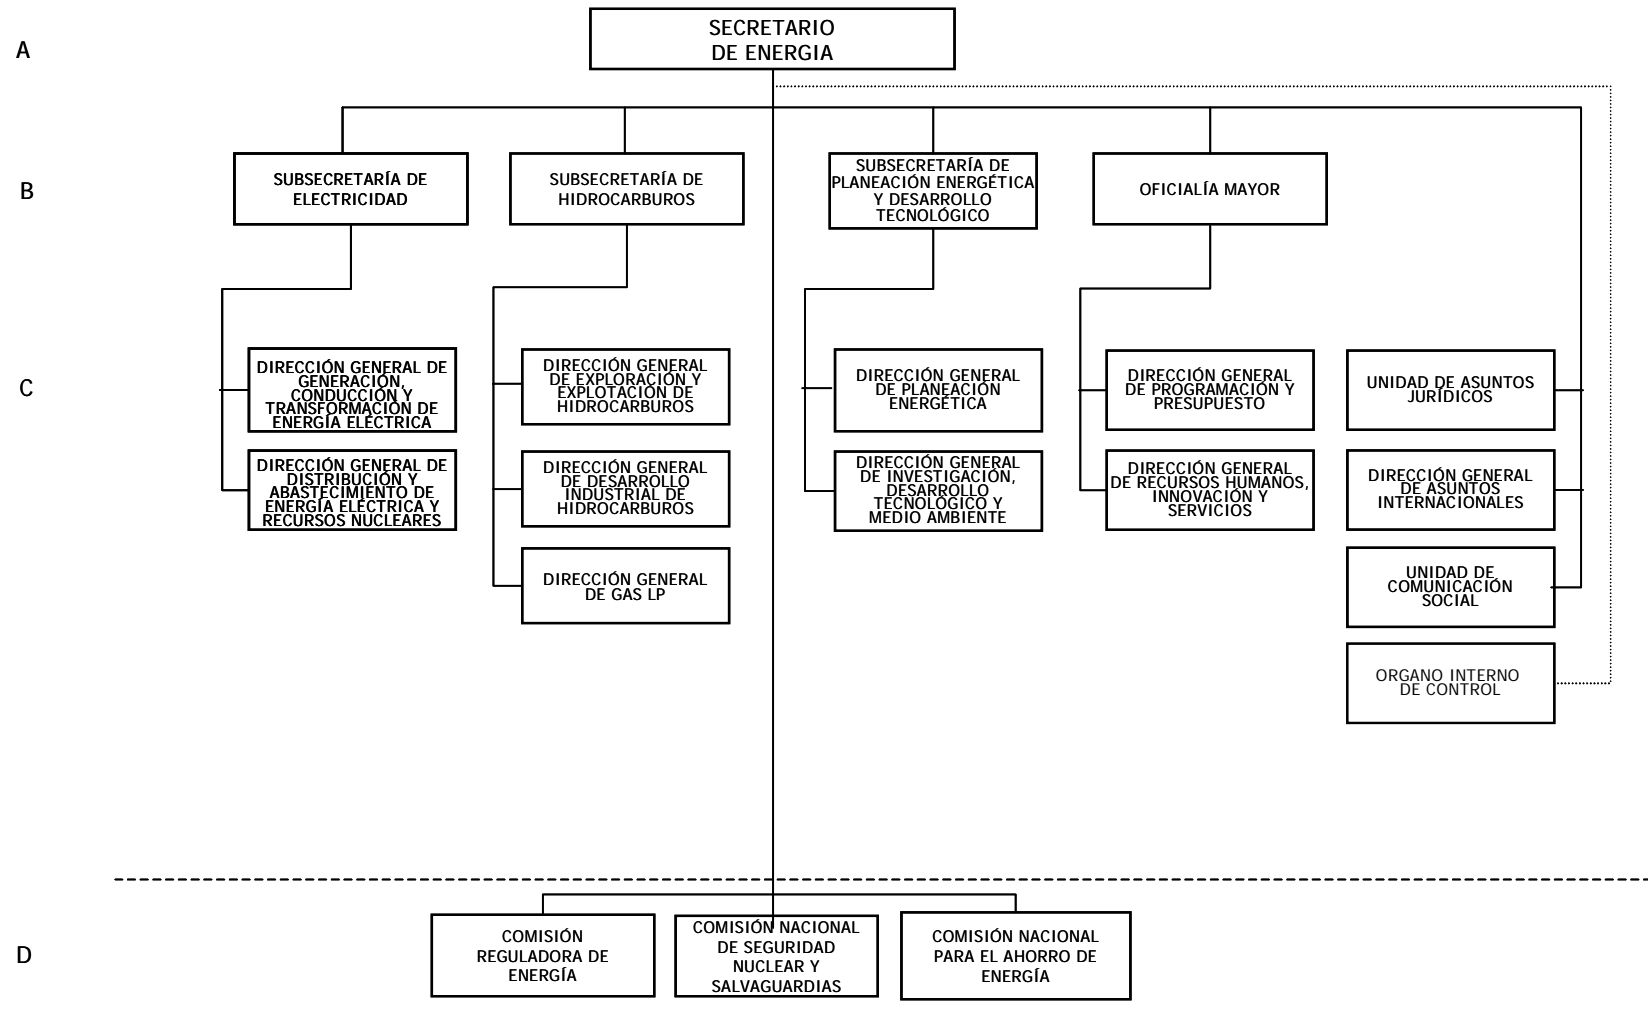 A
SECRETARIO
DE ENERGIA
B
SUBSECRETARÍA DE
ELECTRICIDAD
SUBSECRETARÍA DE
HIDROCARBUROS
SUBSECRETARÍA DE
PLANEACIÓN ENERGÉTICA
Y DESARROLLO
TECNOLÓGICO
OFICIALÍA MAYOR
C
DIRECCIÓN GENERAL DE
GENERACIÓN,
CONDUCCIÓN Y
TRANSFORMACIÓN DE
ENERGÍA ELÉCTRICA
DIRECCIÓN GENERAL
DE EXPLORACIÓN Y
EXPLOTACIÓN DE
HIDROCARBUROS
DIRECCIÓN GENERAL
DE PLANEACIÓN
ENERGÉTICA
DIRECCIÓN GENERAL
DE PROGRAMACIÓN Y
PRESUPUESTO
UNIDAD DE ASUNTOS
JURÍDICOS
DIRECCIÓN GENERAL DE
DISTRIBUCIÓN Y
ABASTECIMIENTO DE
ENERGÍA ELÉCTRICA Y
RECURSOS NUCLEARES
DIRECCIÓN GENERAL
DE DESARROLLO
INDUSTRIAL DE
HIDROCARBUROS
DIRECCIÓN GENERAL
DE INVESTIGACIÓN,
DESARROLLO
TECNOLÓGICO Y
MEDIO AMBIENTE
DIRECCIÓN GENERAL
DE RECURSOS HUMANOS,
INNOVACIÓN Y
SERVICIOS
DIRECCIÓN GENERAL
DE ASUNTOS
INTERNACIONALES
DIRECCIÓN GENERAL
DE GAS LP
UNIDAD DE
COMUNICACIÓN
SOCIAL
ORGANO INTERNO
DE CONTROL
D
COMISIÓN
REGULADORA DE
ENERGÍA
COMISIÓN NACIONAL
DE SEGURIDAD
NUCLEAR Y
SALVAGUARDIAS
COMISIÓN NACIONAL
PARA EL AHORRO DE
ENERGÍA